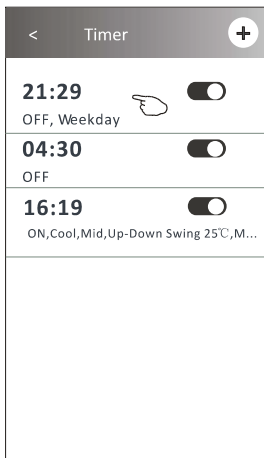 < Timer +
21:29
OFF, Weekday
04:30
OFF
16:19
ON,Cool,Mid,Up-Down Swing 25℃,M...